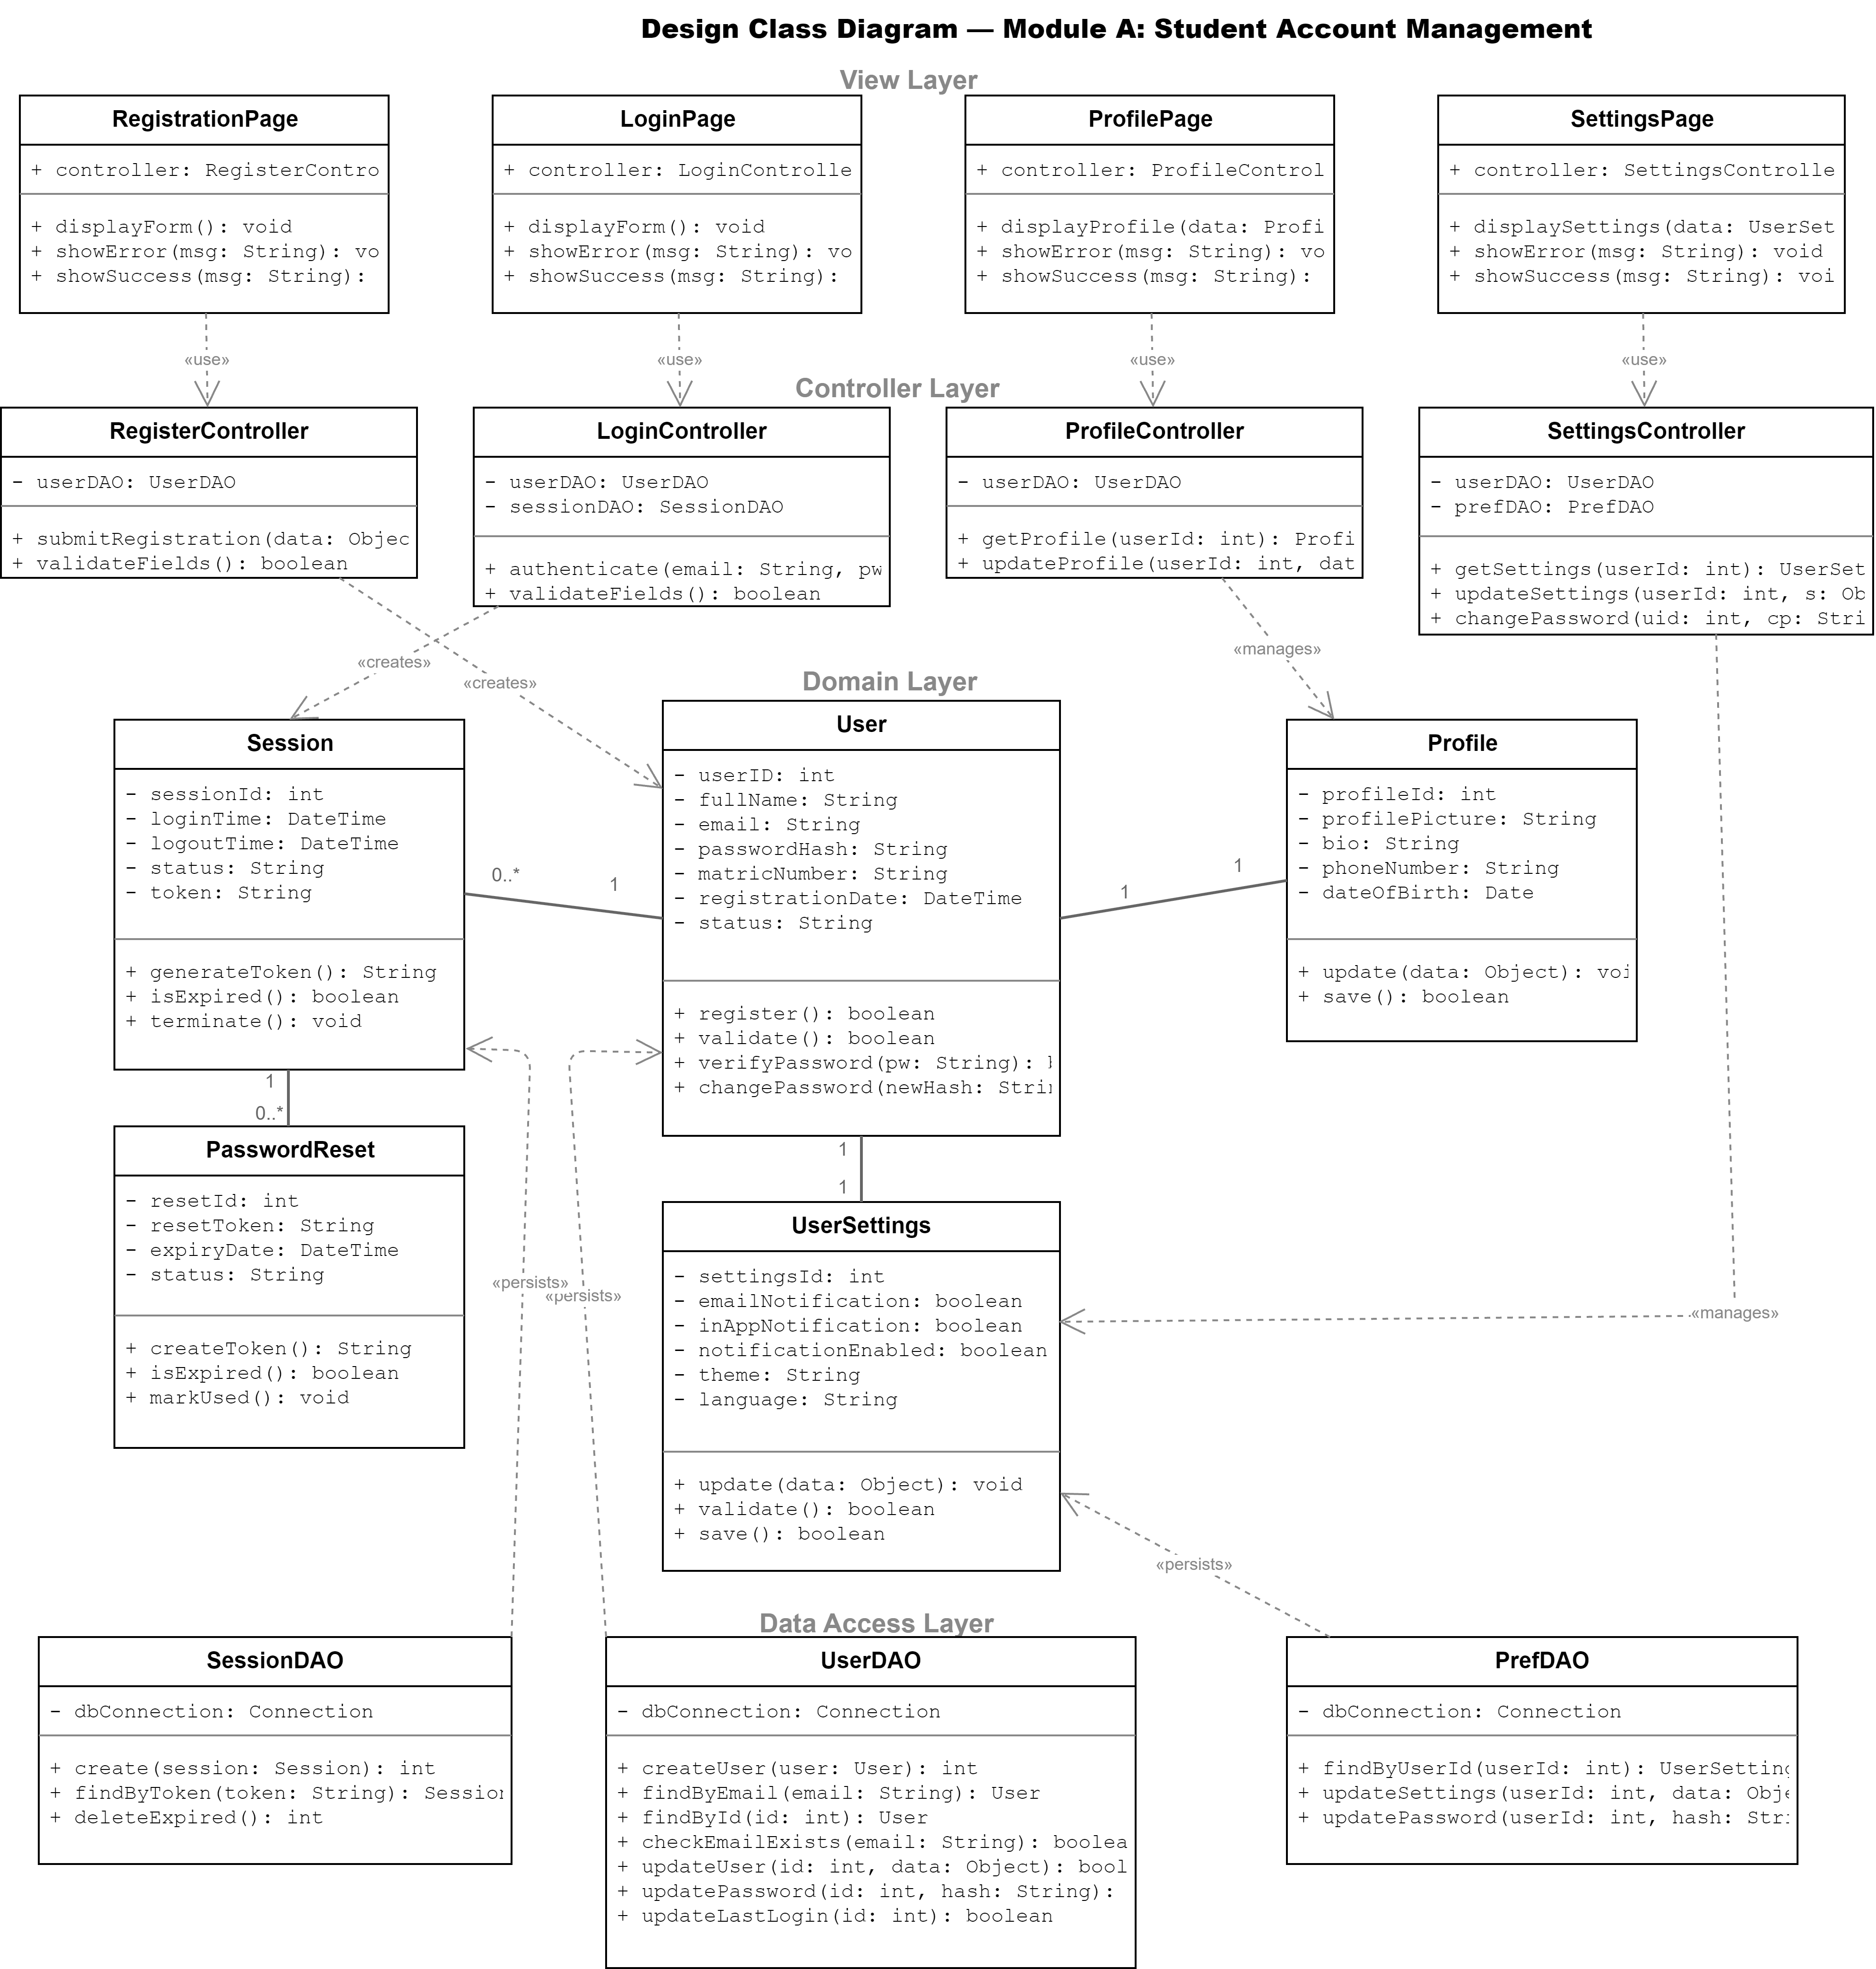 Design Class Diagram — Module A: Student Account Management
View Layer
RegistrationPage
+ controller: RegisterContro
+ displayForm(): void
+ showError(msg: String): vo
+ showSuccess(msg: String):
LoginPage
+ controller: LoginControlle
+ displayForm(): void
+ showError(msg: String): vo
+ showSuccess(msg: String):
ProfilePage
+ controller: ProfileControl
+ displayProfile(data: Profi
+ showError(msg: String): vo
+ showSuccess(msg: String):
SettingsPage
+ controller: SettingsControlle
+ displaySettings(data: UserSet
+ showError(msg: String): void
+ showSuccess(msg: String): voi
«use»
«use»
«use»
«use»
Controller Layer
RegisterController
- userDAO: UserDAO
+ submitRegistration(data: Objec
+ validateFields(): boolean
LoginController
- userDAO: UserDAO
- sessionDAO: SessionDAO
+ authenticate(email: String, pw
+ validateFields(): boolean
ProfileController
- userDAO: UserDAO
+ getProfile(userId: int): Profi
+ updateProfile(userId: int, dat
SettingsController
- userDAO: UserDAO
- prefDAO: PrefDAO
+ getSettings(userId: int): UserSet
+ updateSettings(userId: int, s: Ob
+ changePassword(uid: int, cp: Stri
«creates»
«creates»
«manages»
Domain Layer
Session
- sessionId: int
- loginTime: DateTime
- logoutTime: DateTime
- status: String
- token: String
+ generateToken(): String
+ isExpired(): boolean
+ terminate(): void
0..*
1
User
- userID: int
- fullName: String
- email: String
- passwordHash: String
- matricNumber: String
- registrationDate: DateTime
- status: String
+ register(): boolean
+ validate(): boolean
+ verifyPassword(pw: String): b
+ changePassword(newHash: Strin
1
1
Profile
- profileId: int
- profilePicture: String
- bio: String
- phoneNumber: String
- dateOfBirth: Date
+ update(data: Object): voi
+ save(): boolean
1
0..*
PasswordReset
- resetId: int
- resetToken: String
- expiryDate: DateTime
- status: String
+ createToken(): String
+ isExpired(): boolean
+ markUsed(): void
1
1
UserSettings
- settingsId: int
- emailNotification: boolean
- inAppNotification: boolean
- notificationEnabled: boolean
- theme: String
- language: String
+ update(data: Object): void
+ validate(): boolean
+ save(): boolean
«persists»
«persists»
«manages»
«persists»
Data Access Layer
SessionDAO
- dbConnection: Connection
+ create(session: Session): int
+ findByToken(token: String): Session
+ deleteExpired(): int
UserDAO
- dbConnection: Connection
+ createUser(user: User): int
+ findByEmail(email: String): User
+ findById(id: int): User
+ checkEmailExists(email: String): boolea
+ updateUser(id: int, data: Object): bool
+ updatePassword(id: int, hash: String):
+ updateLastLogin(id: int): boolean
PrefDAO
- dbConnection: Connection
+ findByUserId(userId: int): UserSetting
+ updateSettings(userId: int, data: Obje
+ updatePassword(userId: int, hash: Stri